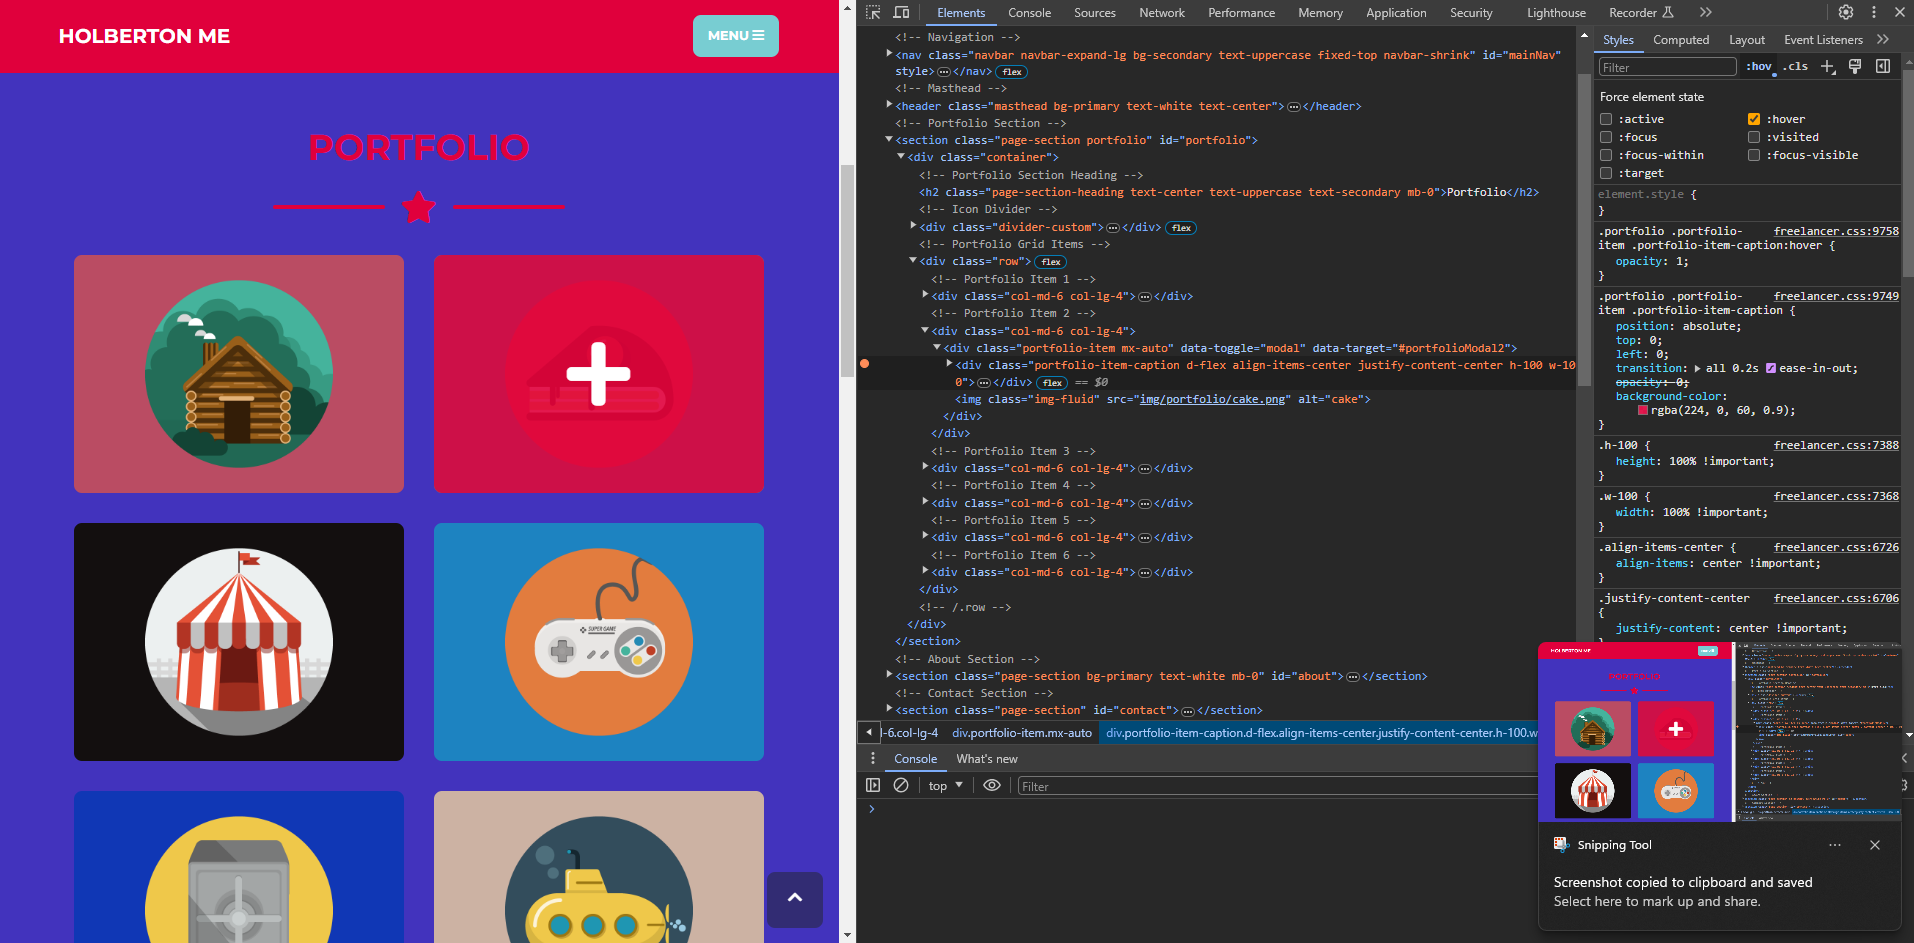 HOLBERTON ME
MENU
PORTFOLIO
SUPER GAME
Elements Console Sources Network Performance Memory Application Security Lighthouse Recorder
<!-- Navigation -->
<nav class="navbar navbar-expand-lg bg-secondary text-uppercase fixed-top navbar-shrink" id="mainNav"
style>…</nav> flex
<!-- Masthead -->
<header class="masthead bg-primary text-white text-center">…</header>
<!-- Portfolio Section -->
<section class="page-section portfolio" id="portfolio">
<div class="container">
<!-- Portfolio Section Heading -->
<h2 class="page-section-heading text-center text-uppercase text-secondary mb-0">Portfolio</h2>
<!-- Icon Divider -->
<div class="divider-custom">…</div> flex
<!-- Portfolio Grid Items -->
<div class="row"> flex
<!-- Portfolio Item 1 -->
<div class="col-md-6 col-lg-4">…</div>
<!-- Portfolio Item 2 -->
<div class="col-md-6 col-lg-4">
<div class="portfolio-item mx-auto" data-toggle="modal" data-target="#portfolioModal2">
<div class="portfolio-item-caption d-flex align-items-center justify-content-center h-100 w-10
0">…</div> flex == $0
<img class="img-fluid" src="img/portfolio/cake.png" alt="cake">
</div>
</div>
<!-- Portfolio Item 3 -->
<div class="col-md-6 col-lg-4">…</div>
<!-- Portfolio Item 4 -->
<div class="col-md-6 col-lg-4">…</div>
<!-- Portfolio Item 5 -->
<div class="col-md-6 col-lg-4">…</div>
<!-- Portfolio Item 6 -->
<div class="col-md-6 col-lg-4">…</div>
</div>
<!-- /.row -->
</div>
</section>
<!-- About Section -->
<section class="page-section bg-primary text-white mb-0" id="about">…</section>
<!-- Contact Section -->
<section class="page-section" id="contact">…</section>
-6.col-lg-4 div.portfolio-item.mx-auto div.portfolio-item-caption.d-flex.align-items-center.justify-content-center.h-100.w
Console What's new
top Filter
Styles Computed Layout Event Listeners
Filter :hov .cls
Force element state
:active :hover
:focus :visited
:focus-within :focus-visible
:target
element.style {
}
.portfolio .portfolio- freelancer.css:9758
item .portfolio-item-caption:hover {
opacity: 1;
}
.portfolio .portfolio- freelancer.css:9749
item .portfolio-item-caption {
position: absolute;
top: 0;
left: 0;
transition: all 0.2s ease-in-out;
opacity: 0;
background-color:
rgba(224, 0, 60, 0.9);
}
.h-100 { freelancer.css:7388
height: 100% !important;
}
.w-100 { freelancer.css:7368
width: 100% !important;
}
.align-items-center { freelancer.css:6726
align-items: center !important;
}
.justify-content-center freelancer.css:6706
{
justify-content: center !important;
HOLBERTON ME
PORTFOLIO
Snipping Tool
Screenshot copied to clipboard and saved
Select here to mark up and share.